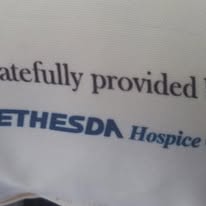 atefully provided
ETHESDA Hospice